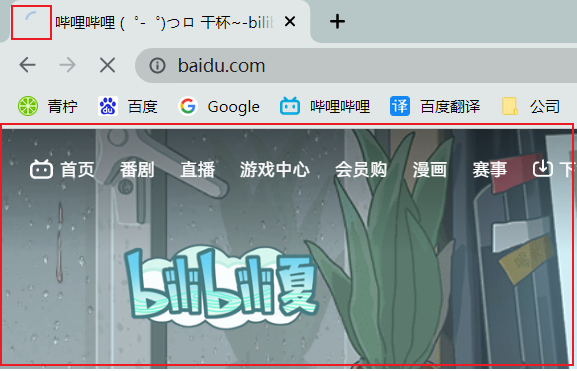 哔哩哔哩 (゜-゜)つロ 干杯~-bilib
baidu.com
青柠 百度 Google 哔哩哔哩 译 百度翻译 公司
首页 番剧 直播 游戏中心 会员购 漫画 赛事 下
bilibili夏